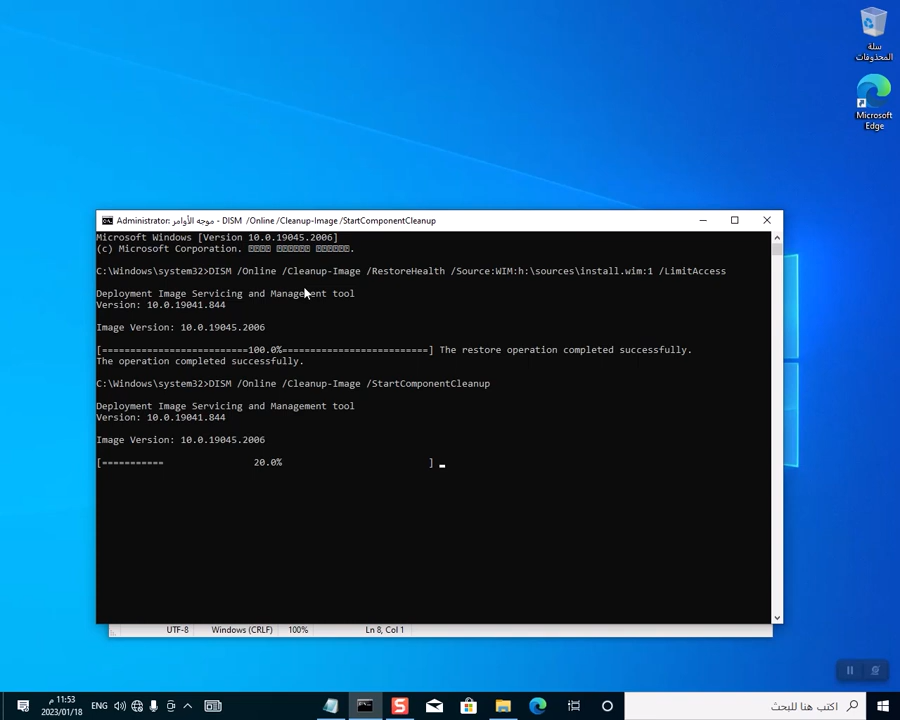 سلة
المحذوفات
Microsoft
Edge
Administrator: موجه الأوامر - DISM /Online /Cleanup-Image /StartComponentCleanup
Microsoft Windows [Version 10.0.19045.2006]
(c) Microsoft Corporation.
C:\Windows\system32>DISM /Online /Cleanup-Image /RestoreHealth /Source:WIM:h:\sources\install.wim:1 /LimitAccess
Deployment Image Servicing and Management tool
Version: 10.0.19041.844
Image Version: 10.0.19045.2006
[==========================100.0%==========================] The restore operation completed successfully.
The operation completed successfully.
C:\Windows\system32>DISM /Online /Cleanup-Image /StartComponentCleanup
Deployment Image Servicing and Management tool
Version: 10.0.19041.844
Image Version: 10.0.19045.2006
[===========                20.0%                          ]
UTF-8 Windows (CRLF) 100% Ln 8, Col 1
11:53 م
2023/01/18
ENG
اكتب هنا للبحث